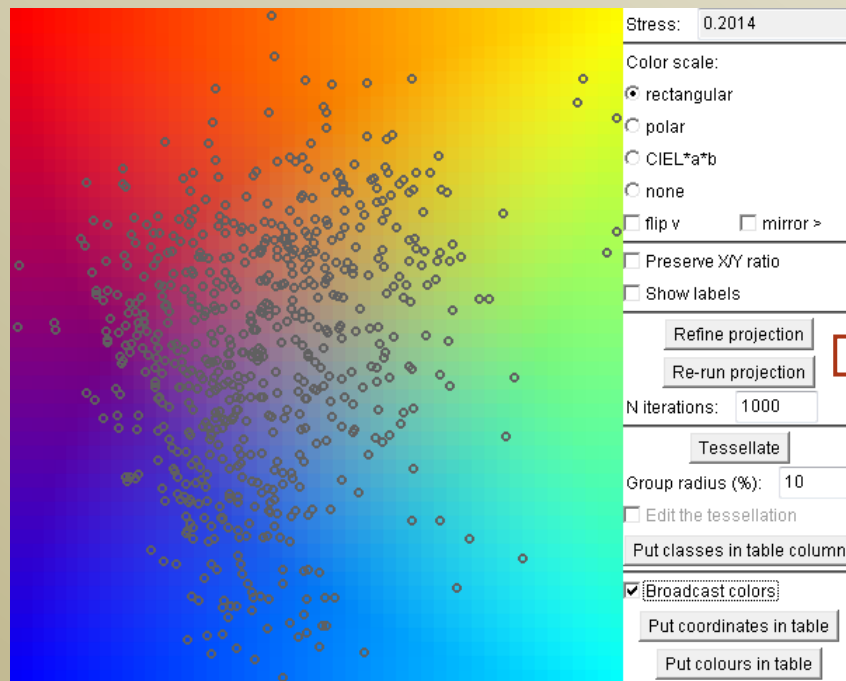 Stress: 0.2014
Color scale:
rectangular
polar
CIEL*a*b
none
flip v mirror >
Preserve X/Y ratio
Show labels
Refine projection
Re-run projection
N iterations: 1000
Tessellate
Group radius (%): 10
Edit the tessellation
Put classes in table column
Broadcast colors
Put coordinates in table
Put colours in table